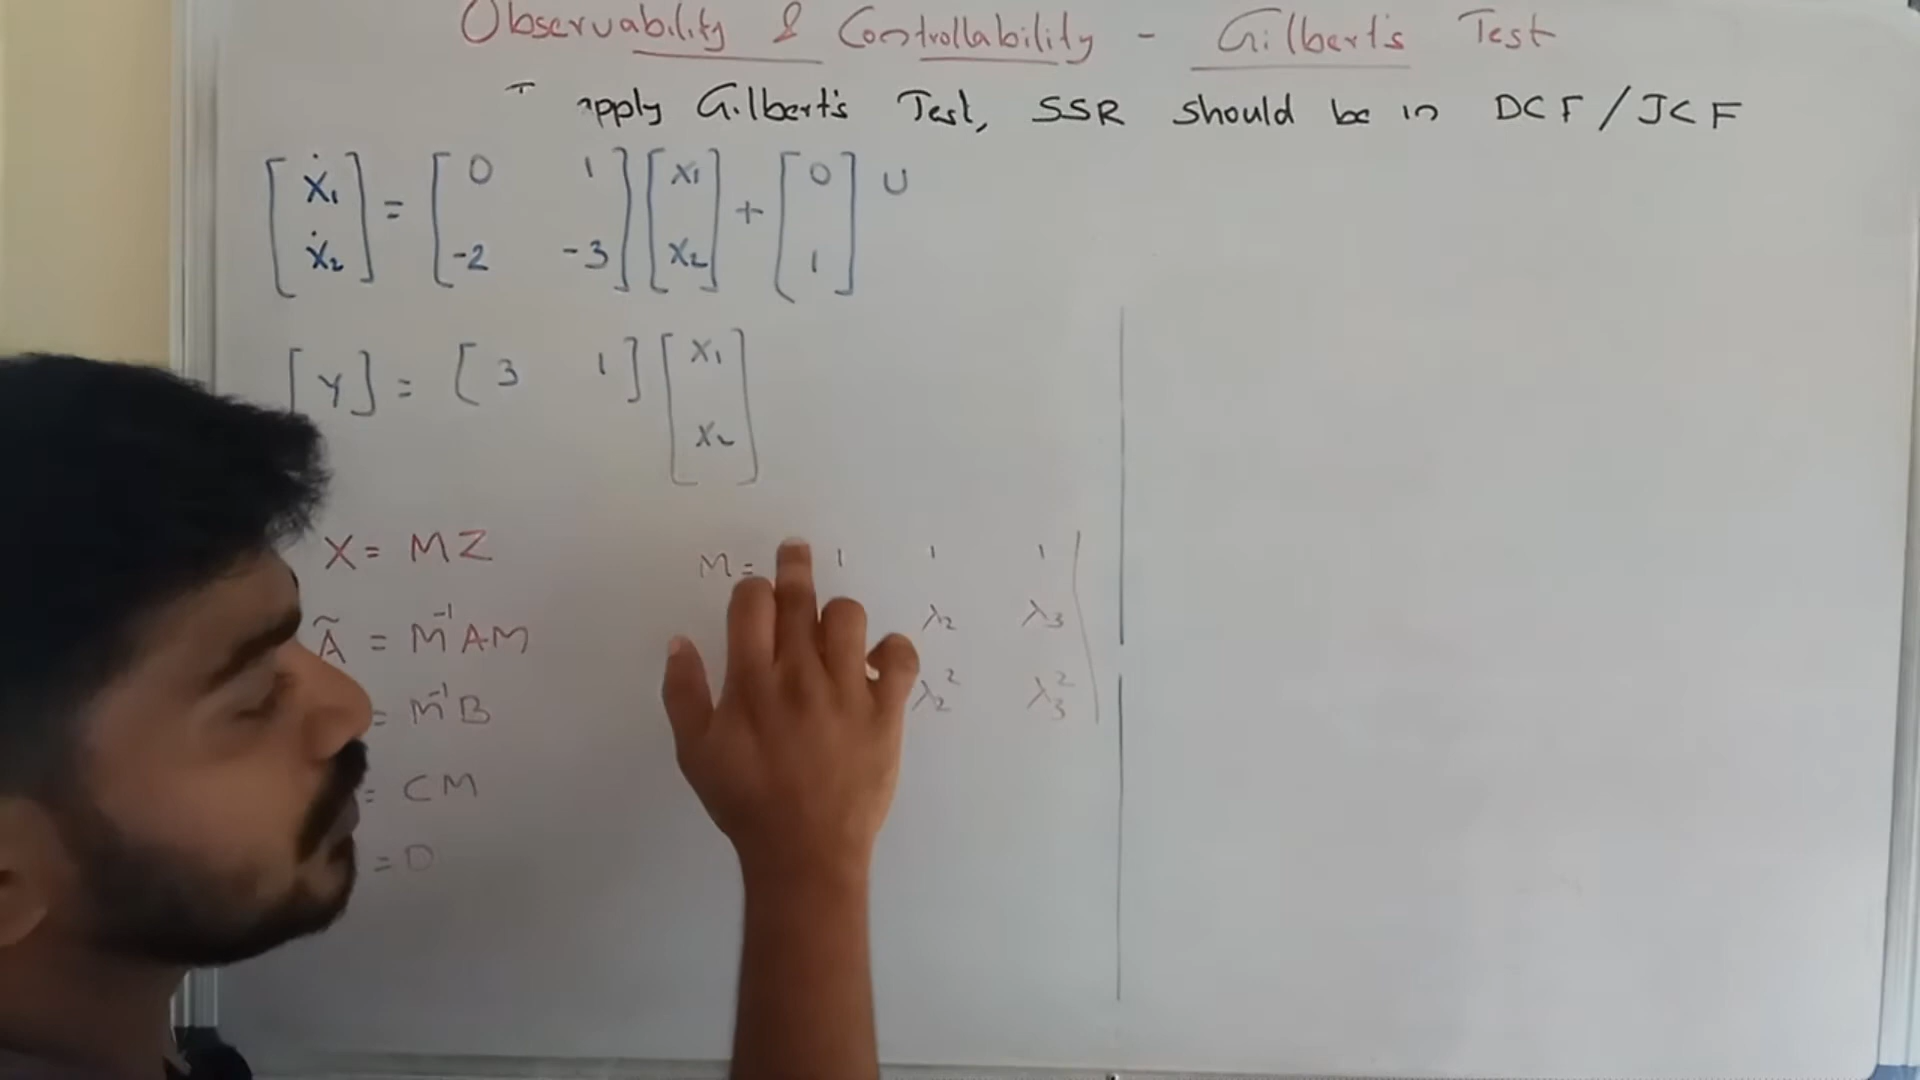 Observability & Controllability - Gilbert's Test
apply Gilbert's Test, SSR should be in DCF/JCF
[ẋ₁ ẋ₂] = [0 1 -2 -3] [x₁ x₂] + [0 1] U
[Y] = [3 1] [x₁ x₂]
X = MZ
Ã = M⁻¹AM
= M⁻¹B
= CM
= D
M = 1 1 1
λ₂ λ₃
λ₂² λ₃²